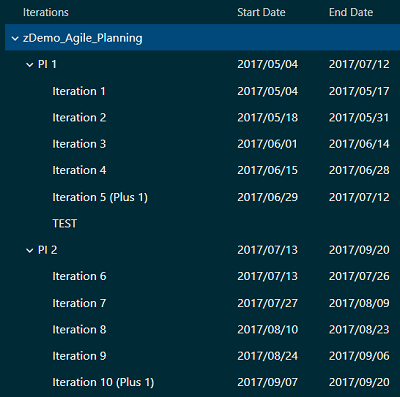 Iterations Start Date End Date
zDemo_Agile_Planning
PI 1 2017/05/04 2017/07/12
Iteration 1 2017/05/04 2017/05/17
Iteration 2 2017/05/18 2017/05/31
Iteration 3 2017/06/01 2017/06/14
Iteration 4 2017/06/15 2017/06/28
Iteration 5 (Plus 1) 2017/06/29 2017/07/12
TEST
PI 2 2017/07/13 2017/09/20
Iteration 6 2017/07/13 2017/07/26
Iteration 7 2017/07/27 2017/08/09
Iteration 8 2017/08/10 2017/08/23
Iteration 9 2017/08/24 2017/09/06
Iteration 10 (Plus 1) 2017/09/07 2017/09/20